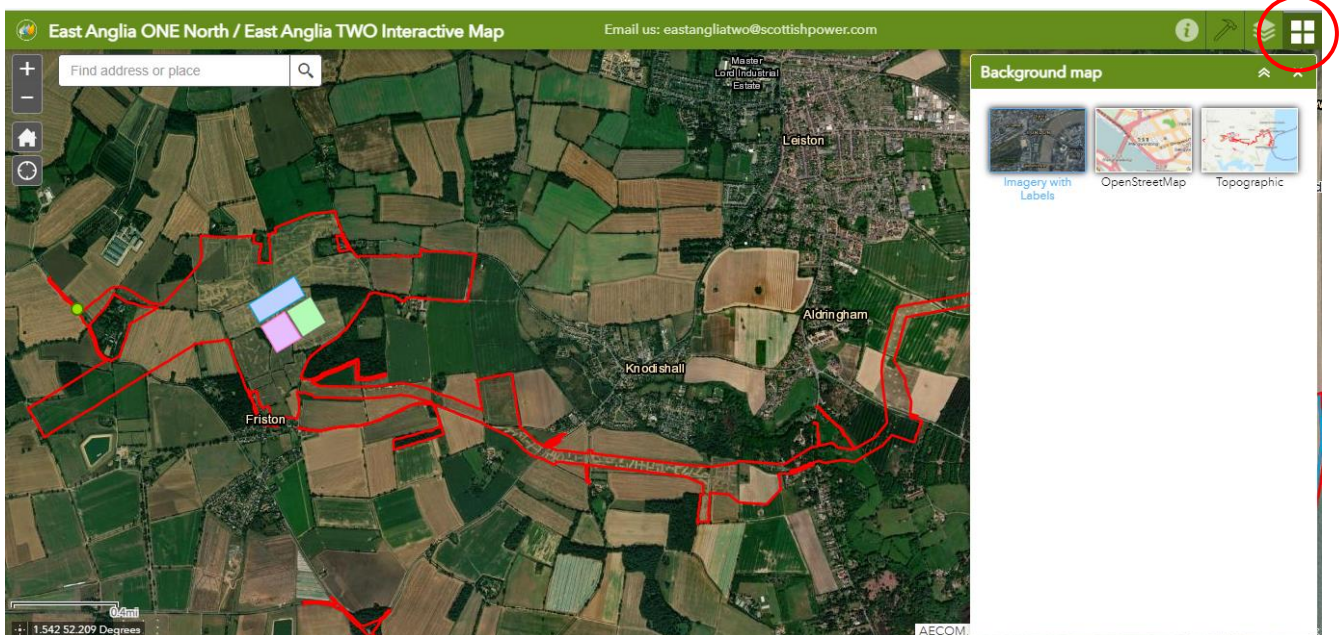 East Anglia ONE North / East Anglia TWO Interactive Map
Email us: eastangliatwo@scottishpower.com
+
Find address or place
−
Background map
Imagery with
Labels
OpenStreetMap
Topographic
Master
Lord Industrial
Estate
Leiston
Aldringham
Knodishall
Friston
0.4mi
1.542 52.209 Degrees
AECOM